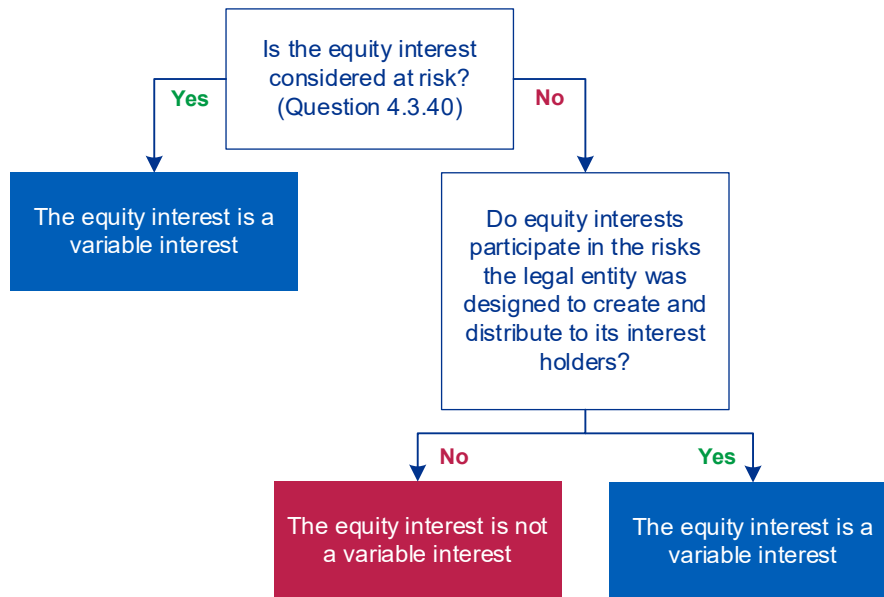 Is the equity interest
considered at risk?
(Question 4.3.40)
Yes
No
The equity interest is a
variable interest
Do equity interests
participate in the risks
the legal entity was
designed to create and
distribute to its interest
holders?
No
Yes
The equity interest is not
a variable interest
The equity interest is a
variable interest